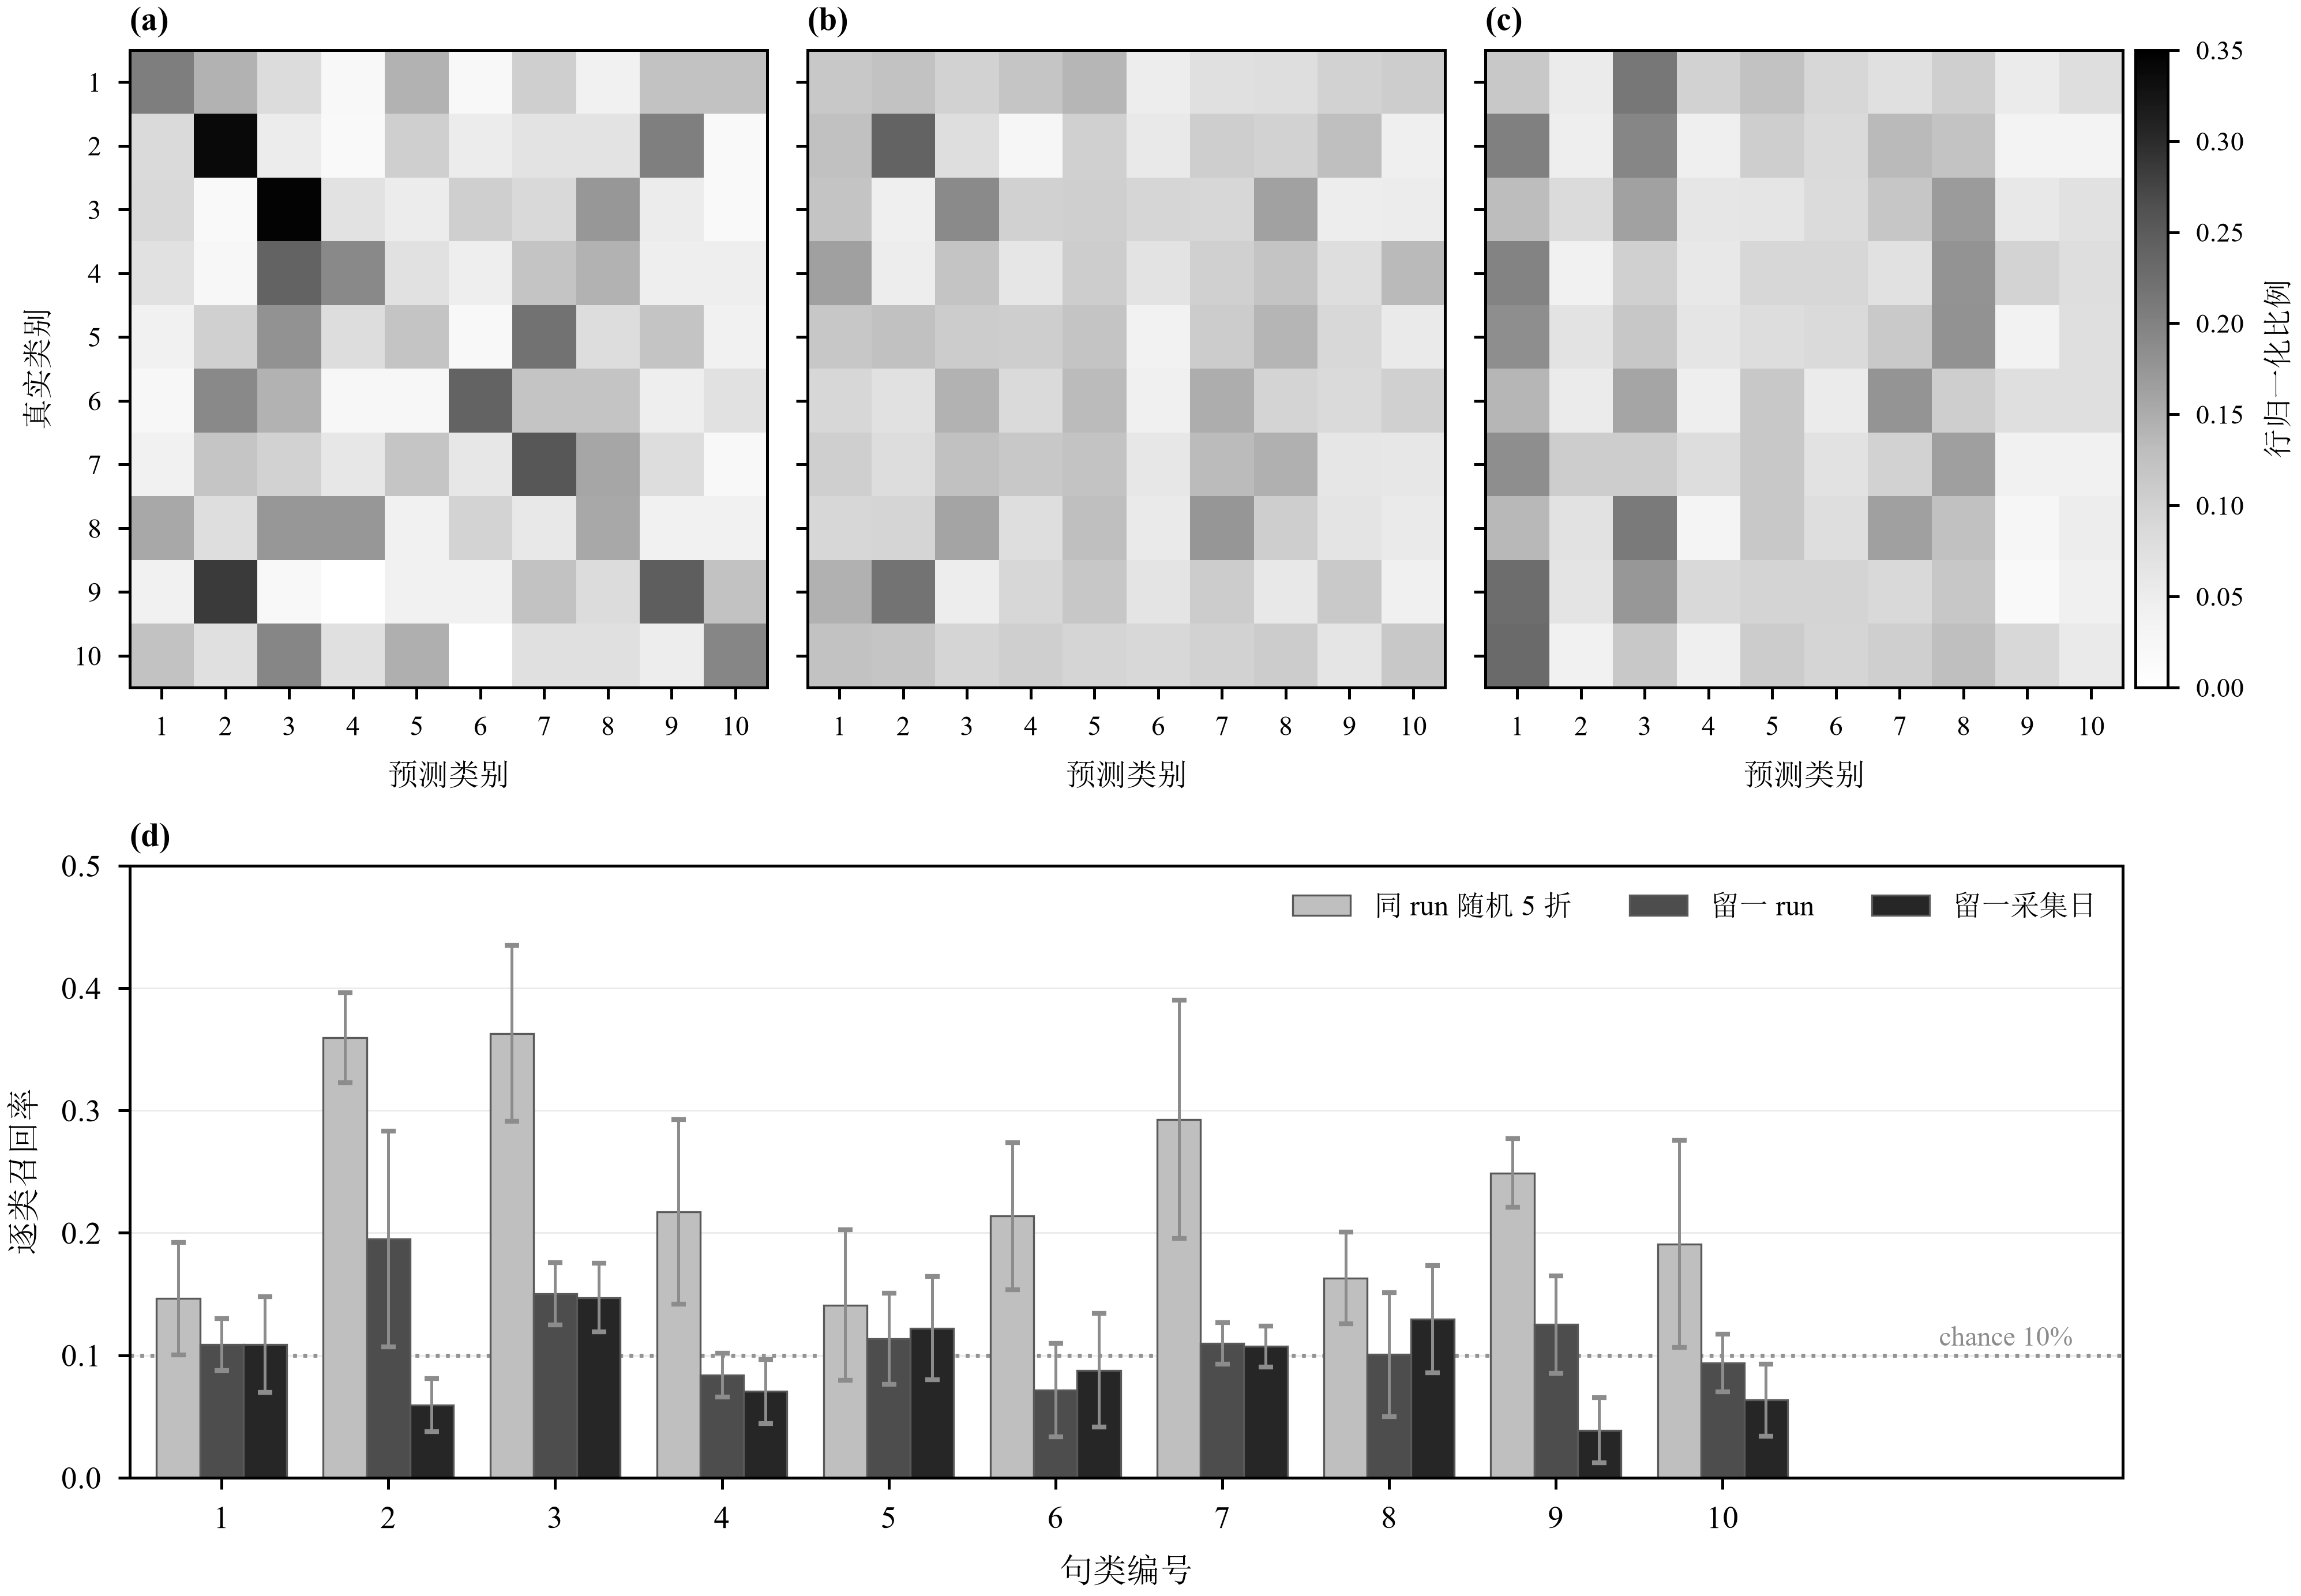 (a)
(b)
(c)
真实类别
1
2
3
4
5
6
7
8
9
10
1 2 3 4 5 6 7 8 9 10
预测类别
1 2 3 4 5 6 7 8 9 10
预测类别
1 2 3 4 5 6 7 8 9 10
预测类别
0.35
0.30
0.25
0.20
0.15
0.10
0.05
0.00
行归一化比例
(d)
逐类召回率
0.5
0.4
0.3
0.2
0.1
0.0
同 run 随机 5 折
留一 run
留一采集日
chance 10%
1 2 3 4 5 6 7 8 9 10
句类编号